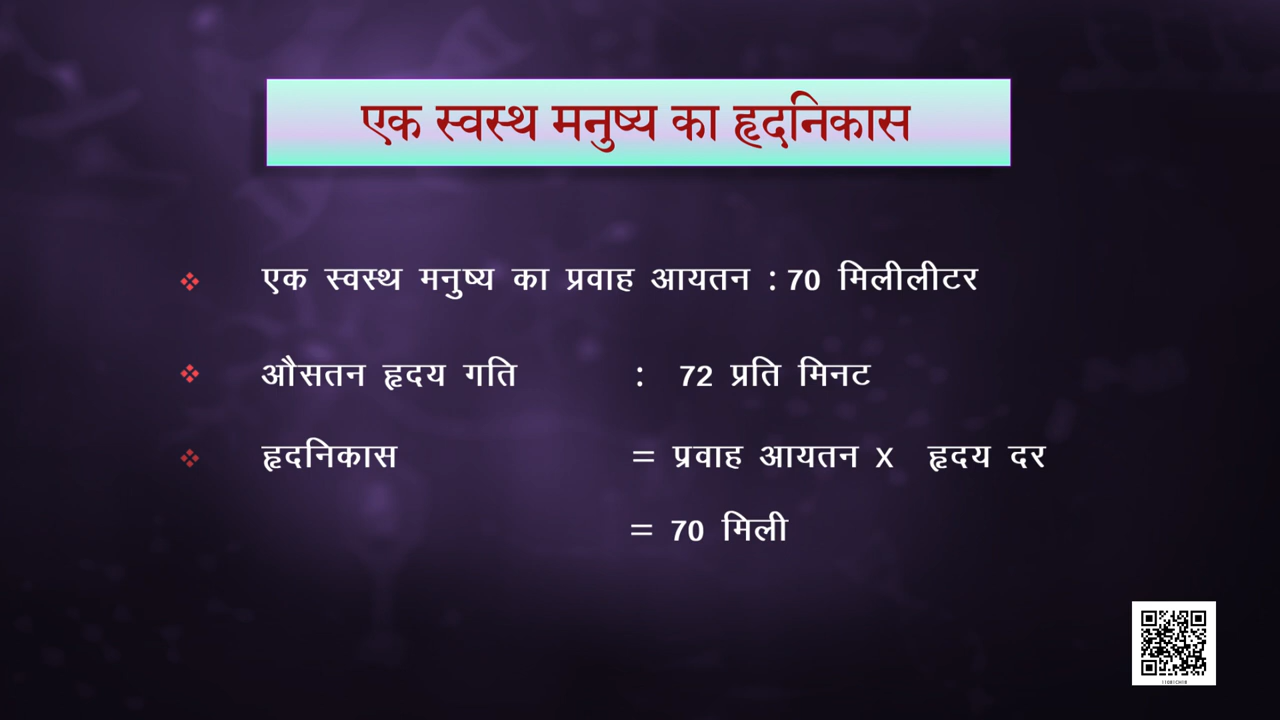 एक स्वस्थ मनुष्य का हृदनिकास
❖ एक स्वस्थ मनुष्य का प्रवाह आयतन : 70 मिलीलीटर
❖ औसतन हृदय गति : 72 प्रति मिनट
❖ हृदनिकास = प्रवाह आयतन X हृदय दर
= 70 मिली